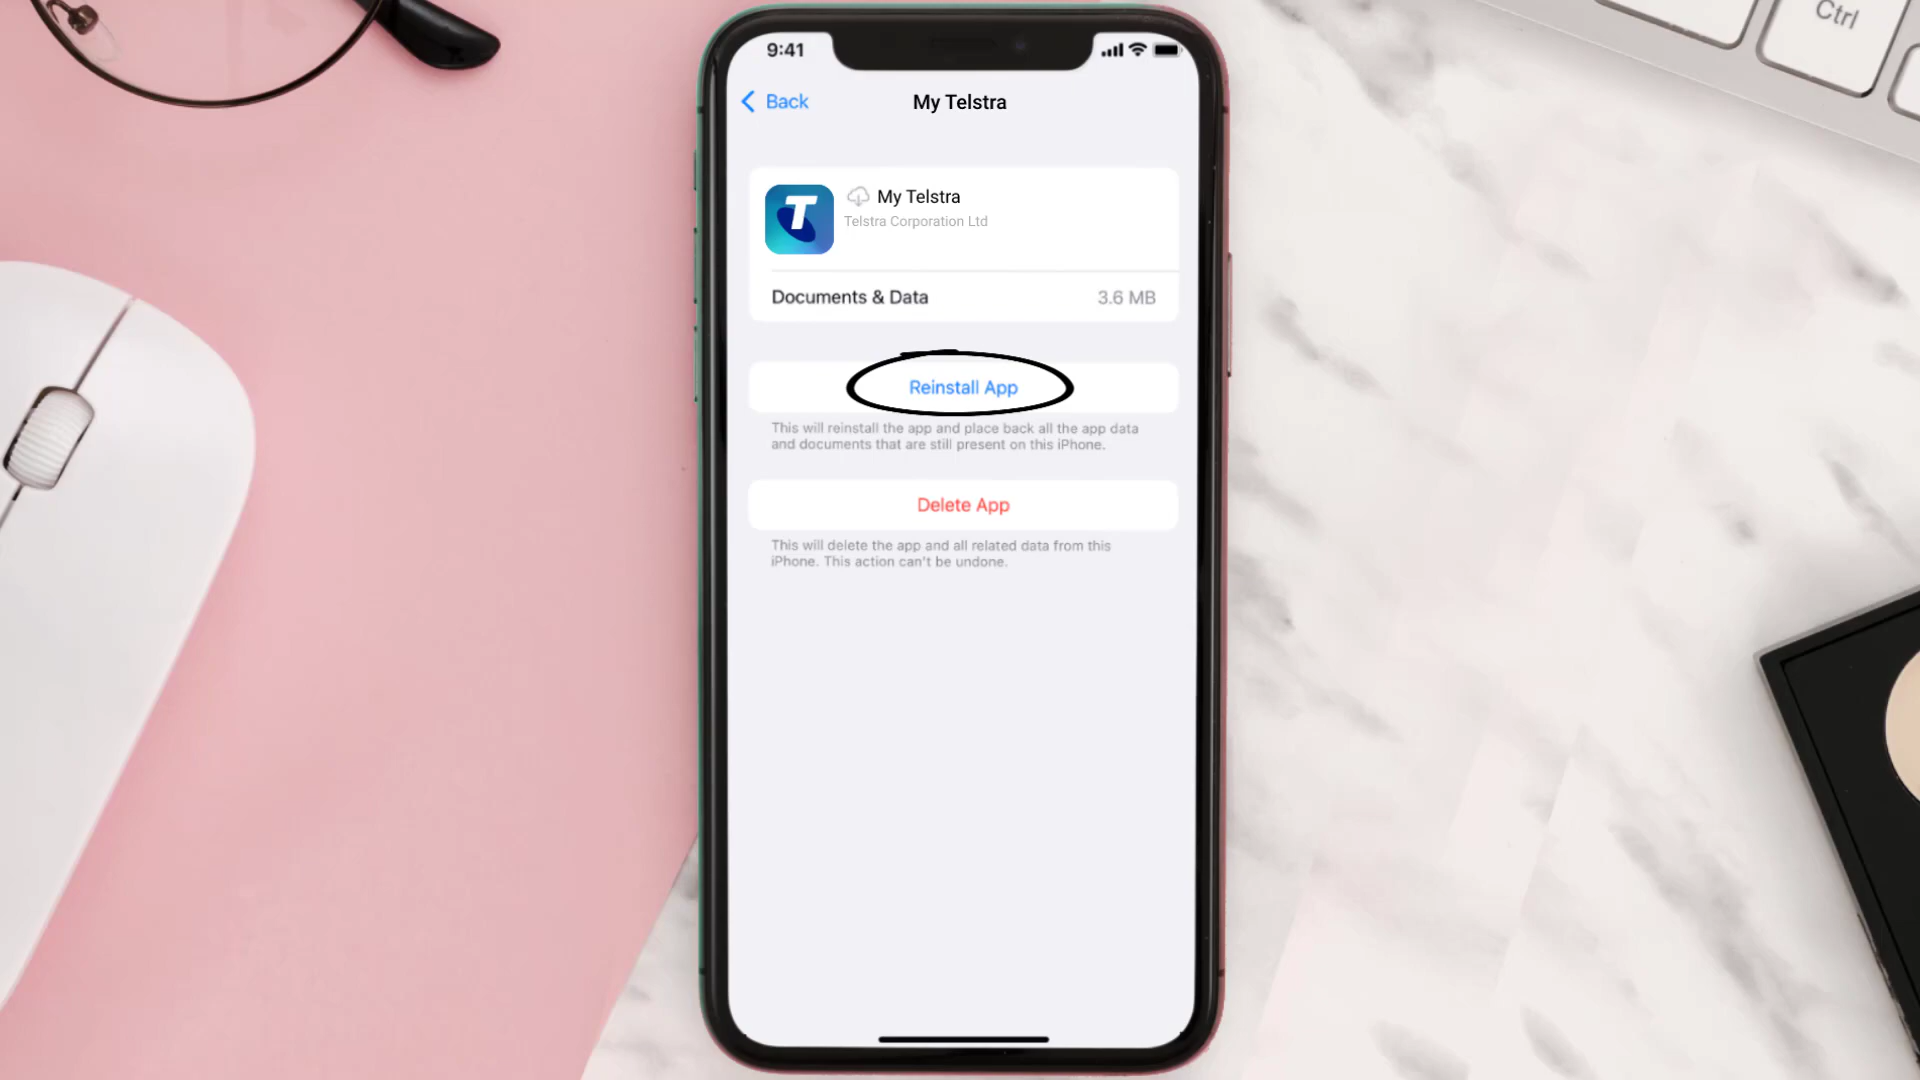 Ctrl
9:41
Back
My Telstra
T
My Telstra
Telstra Corporation Ltd
Documents & Data 3.6 MB
Reinstall App
This will reinstall the app and place back all the app data
and documents that are still present on this iPhone.
Delete App
This will delete the app and all related data from this
iPhone. This action can't be undone.